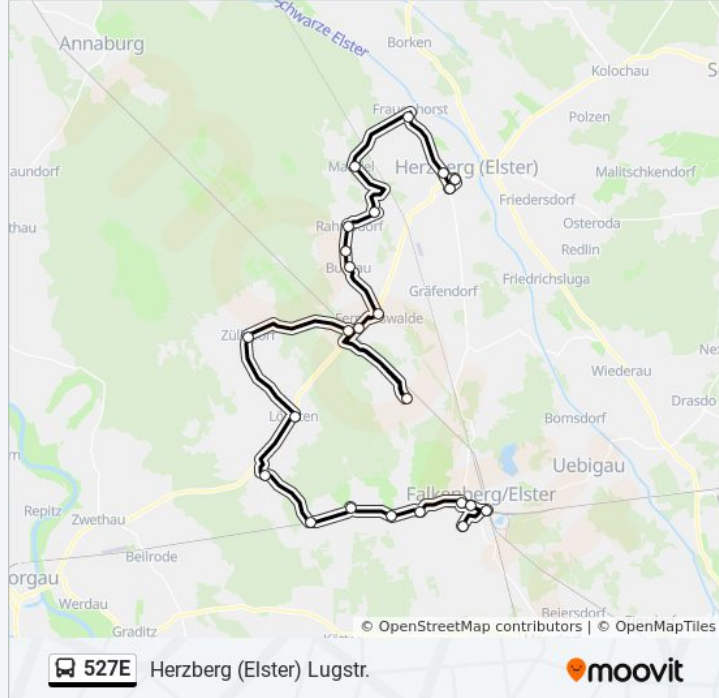 Schwarze Elster
Annaburg
Borken
Kolochau
Polzen
Herzberg (Elster)
Malitschkendorf
Friedersdorf
Osteroda
Redlin
Friedrichsluga
Gräfendorf
Wiederau
Drasdo
Bomsdorf
Uebigau
Falkenberg/Elster
Repitz
Zwethau
Beilrode
Werdau
Graditz
Beiersdorf
© OpenStreetMap contributors | © OpenMapTiles
527E Herzberg (Elster) Lugstr.
moovit